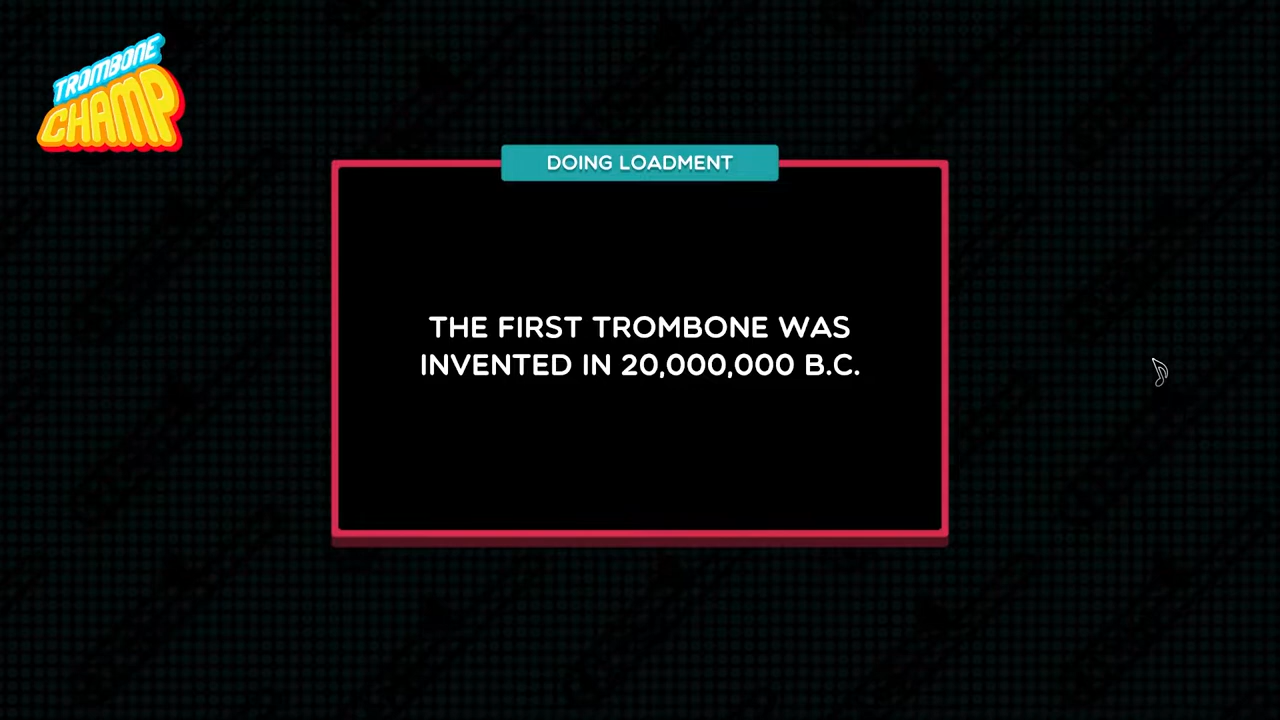 TROMBONE
CHAMP
DOING LOADMENT
THE FIRST TROMBONE WAS
INVENTED IN 20,000,000 B.C.